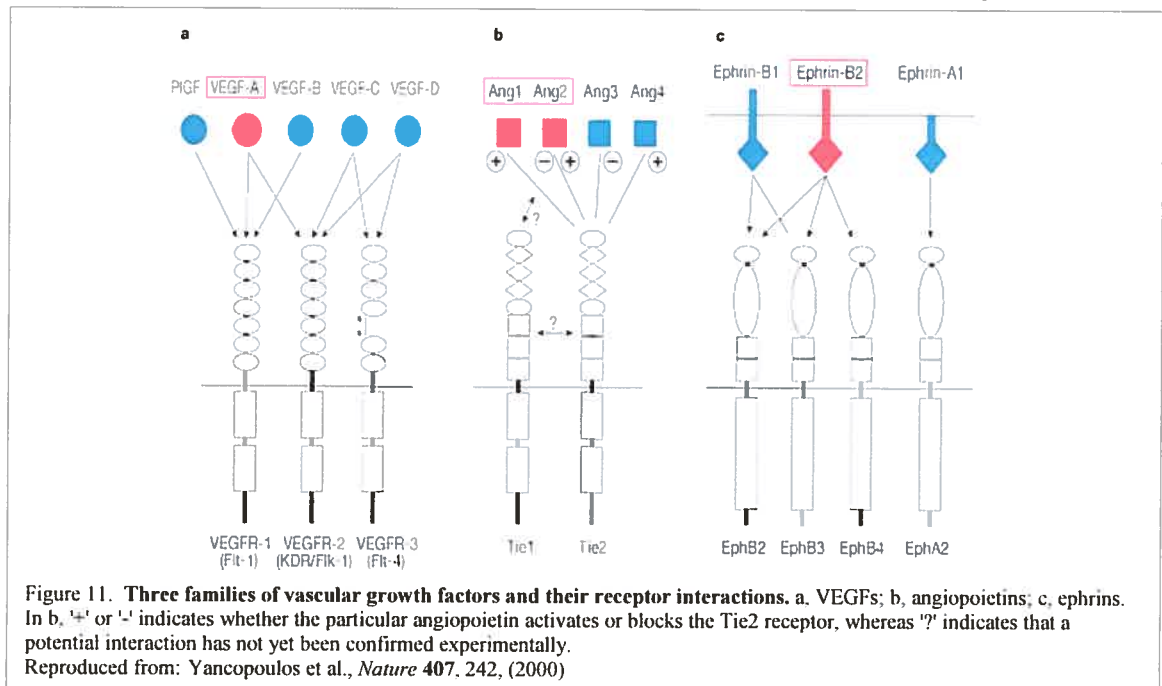 a
b
c
PlGF VEGF-A VEGF-B VEGF-C VEGF-D
Ang1 Ang2 Ang3 Ang4
Ephrin-B1 Ephrin-B2 Ephrin-A1
+ − + − +
?
?
VEGFR-1 VEGFR-2 VEGFR-3
(Flt-1) (KDR/Flk-1) (Flt-4)
Tie1 Tie2
EphB2 EphB3 EphB4 EphA2
Figure 11. Three families of vascular growth factors and their receptor interactions. a, VEGFs; b, angiopoietins; c, ephrins.
In b, '+' or '-' indicates whether the particular angiopoietin activates or blocks the Tie2 receptor, whereas '?' indicates that a
potential interaction has not yet been confirmed experimentally.
Reproduced from: Yancopoulos et al., Nature 407, 242, (2000)